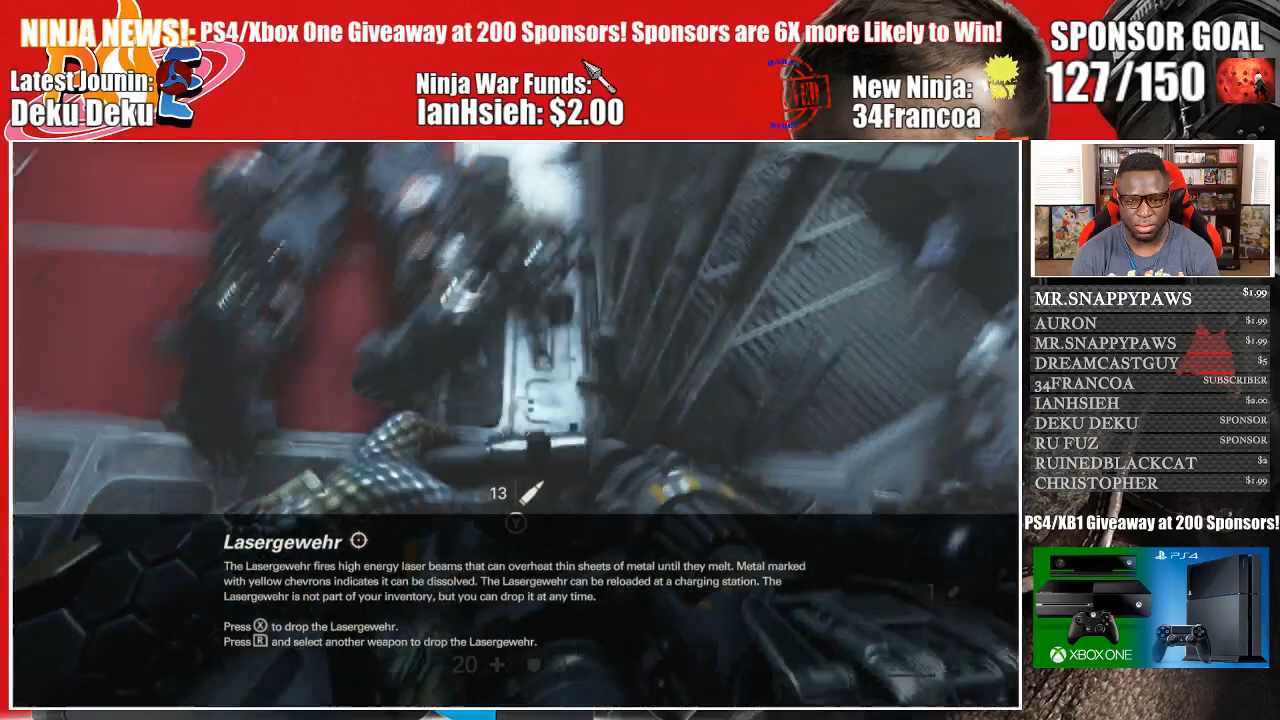 NINJA NEWS!: PS4/Xbox One Giveaway at 200 Sponsors! Sponsors are 6X more Likely to Win!
SPONSOR GOAL
127/150
Latest Jounin:
Deku Deku
Ninja War Funds:
IanHsieh: $2.00
New Ninja:
34Francoa
MR.SNAPPYPAWS $1.99
AURON $1.99
MR.SNAPPYPAWS $1.99
DREAMCASTGUY $5
34FRANCOA SUBSCRIBER
IANHSIEH $2.00
DEKU DEKU SPONSOR
RU FUZ SPONSOR
RUINEDBLACKCAT $2
CHRISTOPHER $1.99
PS4/XB1 Giveaway at 200 Sponsors!
PS4
XBOX ONE
13
Y
Lasergewehr
The Lasergewehr fires high energy laser beams that can overheat thin sheets of metal until they melt. Metal marked
with yellow chevrons indicates it can be dissolved. The Lasergewehr can be reloaded at a charging station. The
Lasergewehr is not part of your inventory, but you can drop it at any time.
Press X to drop the Lasergewehr.
Press R and select another weapon to drop the Lasergewehr.
20 +